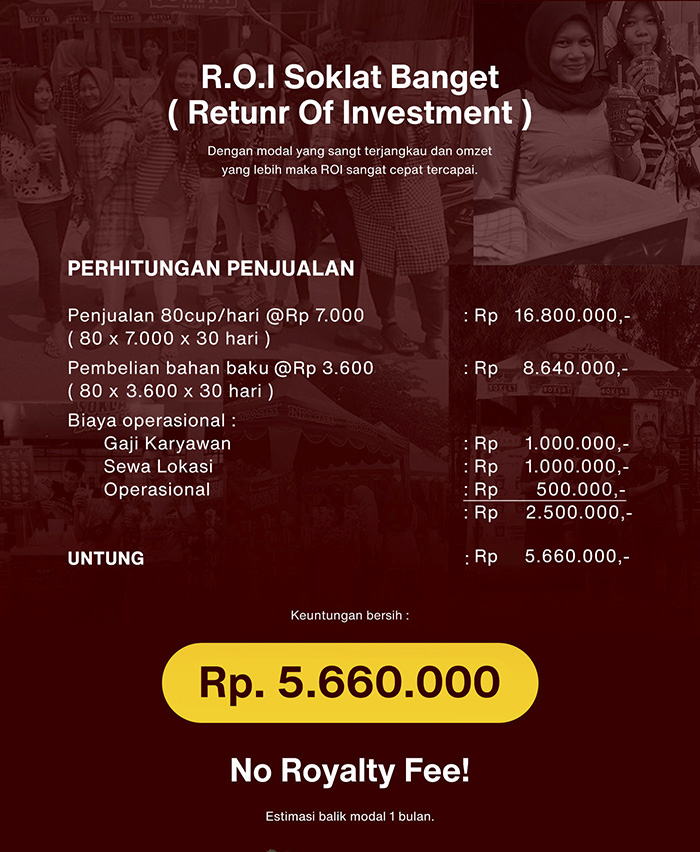 R.O.I Soklat Banget
( Retunr Of Investment )
Dengan modal yang sangt terjangkau dan omzet
yang lebih maka ROI sangat cepat tercapai.
PERHITUNGAN PENJUALAN
Penjualan 80cup/hari @Rp 7.000 : Rp 16.800.000,-
( 80 x 7.000 x 30 hari )
Pembelian bahan baku @Rp 3.600 : Rp 8.640.000,-
( 80 x 3.600 x 30 hari )
Biaya operasional :
Gaji Karyawan : Rp 1.000.000,-
Sewa Lokasi : Rp 1.000.000,-
Operasional : Rp 500.000,-
: Rp 2.500.000,-
UNTUNG : Rp 5.660.000,-
Keuntungan bersih :
Rp. 5.660.000
No Royalty Fee!
Estimasi balik modal 1 bulan.